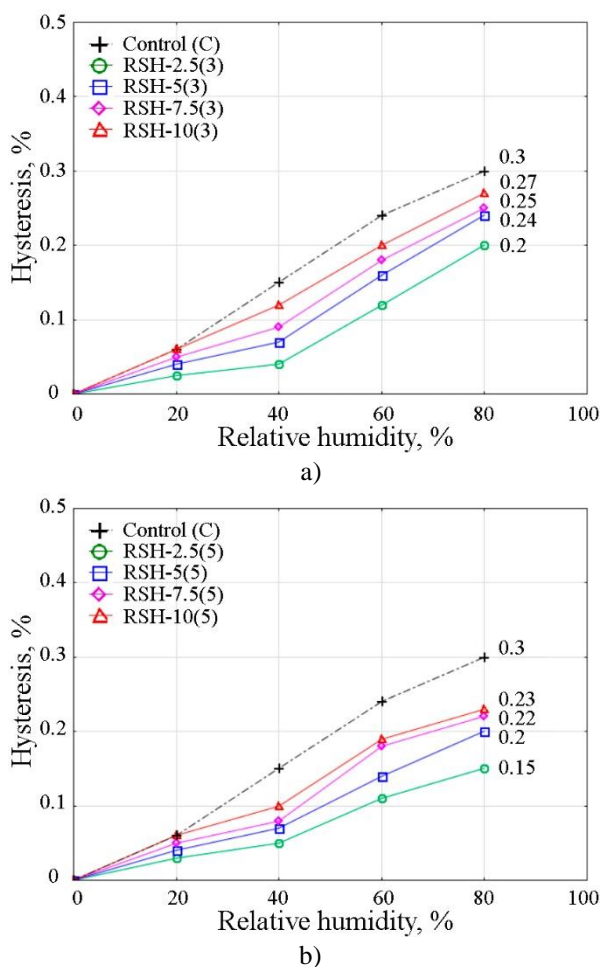 0.5
Control (C)
RSH-2.5(3)
RSH-5(3)
RSH-7.5(3)
RSH-10(3)
0.4
0.3
0.2
0.1
0
Hysteresis, %
0.3
0.27
0.25
0.24
0.2
0 20 40 60 80 100
Relative humidity, %
a)
0.5
Control (C)
RSH-2.5(5)
RSH-5(5)
RSH-7.5(5)
RSH-10(5)
0.4
0.3
0.2
0.1
0
Hysteresis, %
0.3
0.23
0.22
0.2
0.15
0 20 40 60 80 100
Relative humidity, %
b)